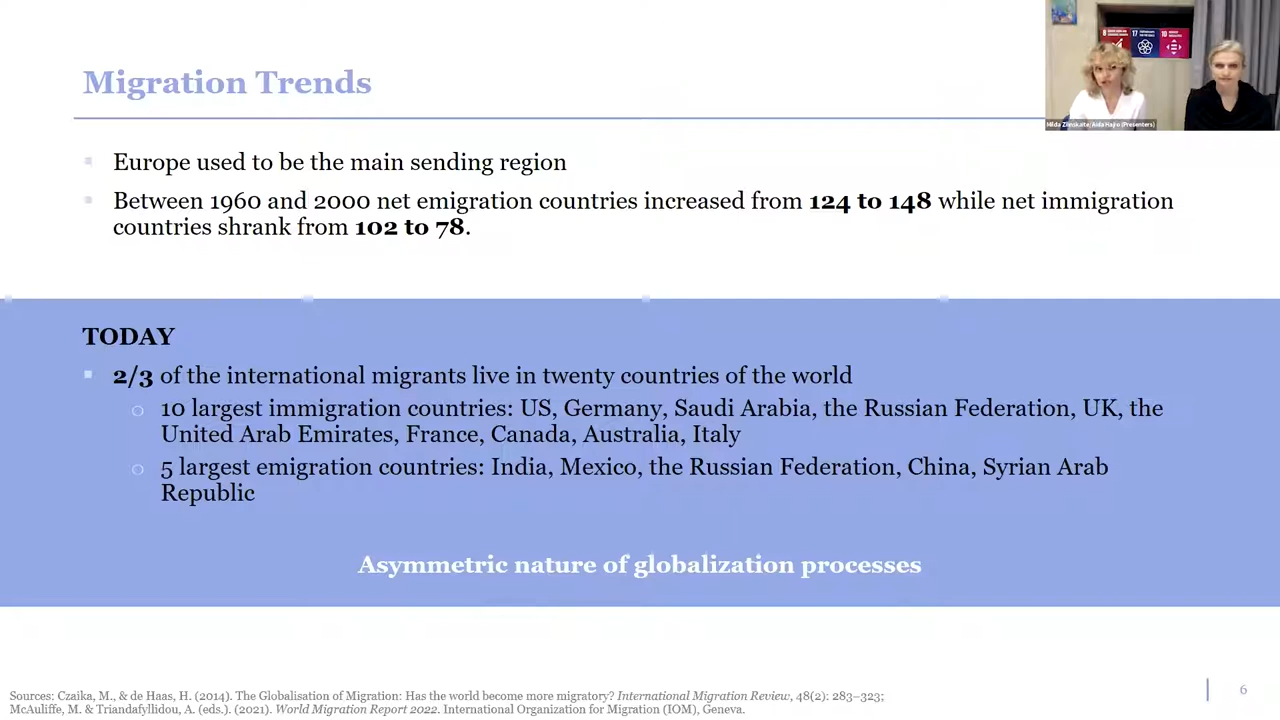 Migration Trends
Europe used to be the main sending region
Between 1960 and 2000 net emigration countries increased from 124 to 148 while net immigration
countries shrank from 102 to 78.
TODAY
2/3 of the international migrants live in twenty countries of the world
10 largest immigration countries: US, Germany, Saudi Arabia, the Russian Federation, UK, the
United Arab Emirates, France, Canada, Australia, Italy
5 largest emigration countries: India, Mexico, the Russian Federation, China, Syrian Arab
Republic
Asymmetric nature of globalization processes
Sources: Czaika, M., & de Haas, H. (2014). The Globalisation of Migration: Has the world become more migratory? International Migration Review, 48(2): 283–323;
McAuliffe, M. & Triandafyllidou, A. (eds.). (2021). World Migration Report 2022. International Organization for Migration (IOM), Geneva.
6
8
17
10
(Presenters)